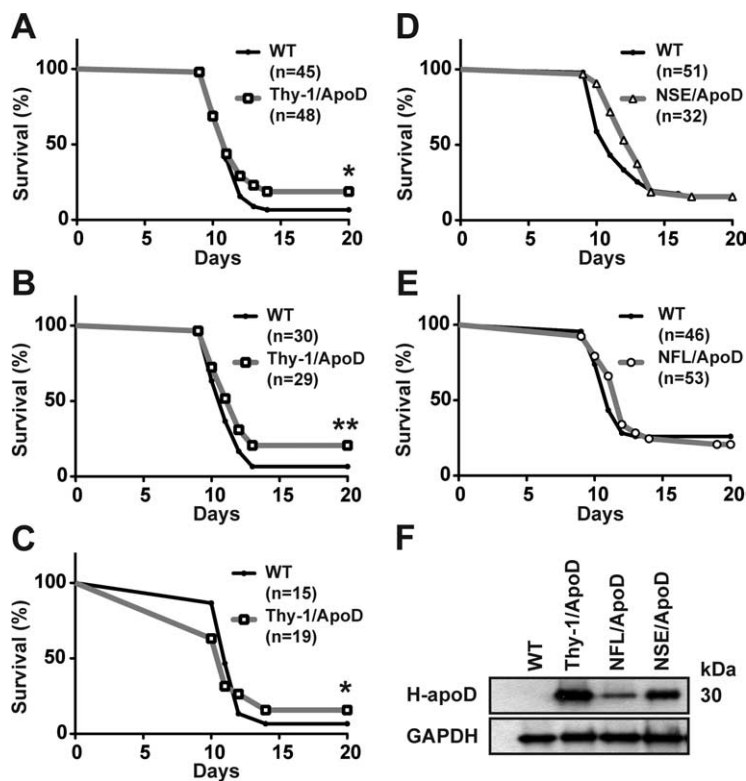 A
WT
(n=45)
Thy-1/ApoD
(n=48)
Survival (%)
100
50
0
*
0 5 10 15 20
Days
B
WT
(n=30)
Thy-1/ApoD
(n=29)
Survival (%)
100
50
0
**
0 5 10 15 20
Days
C
WT
(n=15)
Thy-1/ApoD
(n=19)
Survival (%)
100
50
0
*
0 5 10 15 20
Days
D
WT
(n=51)
NSE/ApoD
(n=32)
Survival (%)
100
50
0
0 5 10 15 20
Days
E
WT
(n=46)
NFL/ApoD
(n=53)
Survival (%)
100
50
0
0 5 10 15 20
Days
F
WT
Thy-1/ApoD
NFL/ApoD
NSE/ApoD
kDa
H-apoD 30
GAPDH